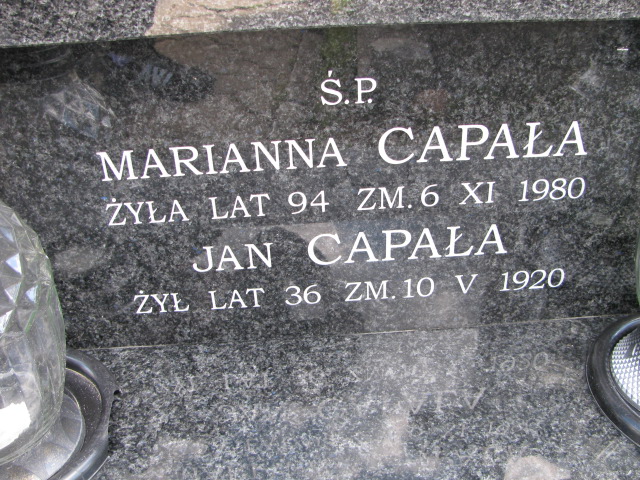 Ś.P.
MARIANNA CAPAŁA
ŻYŁA LAT 94 ZM. 6 XI 1980
JAN CAPAŁA
ŻYŁ LAT 36 ZM. 10 V 1920